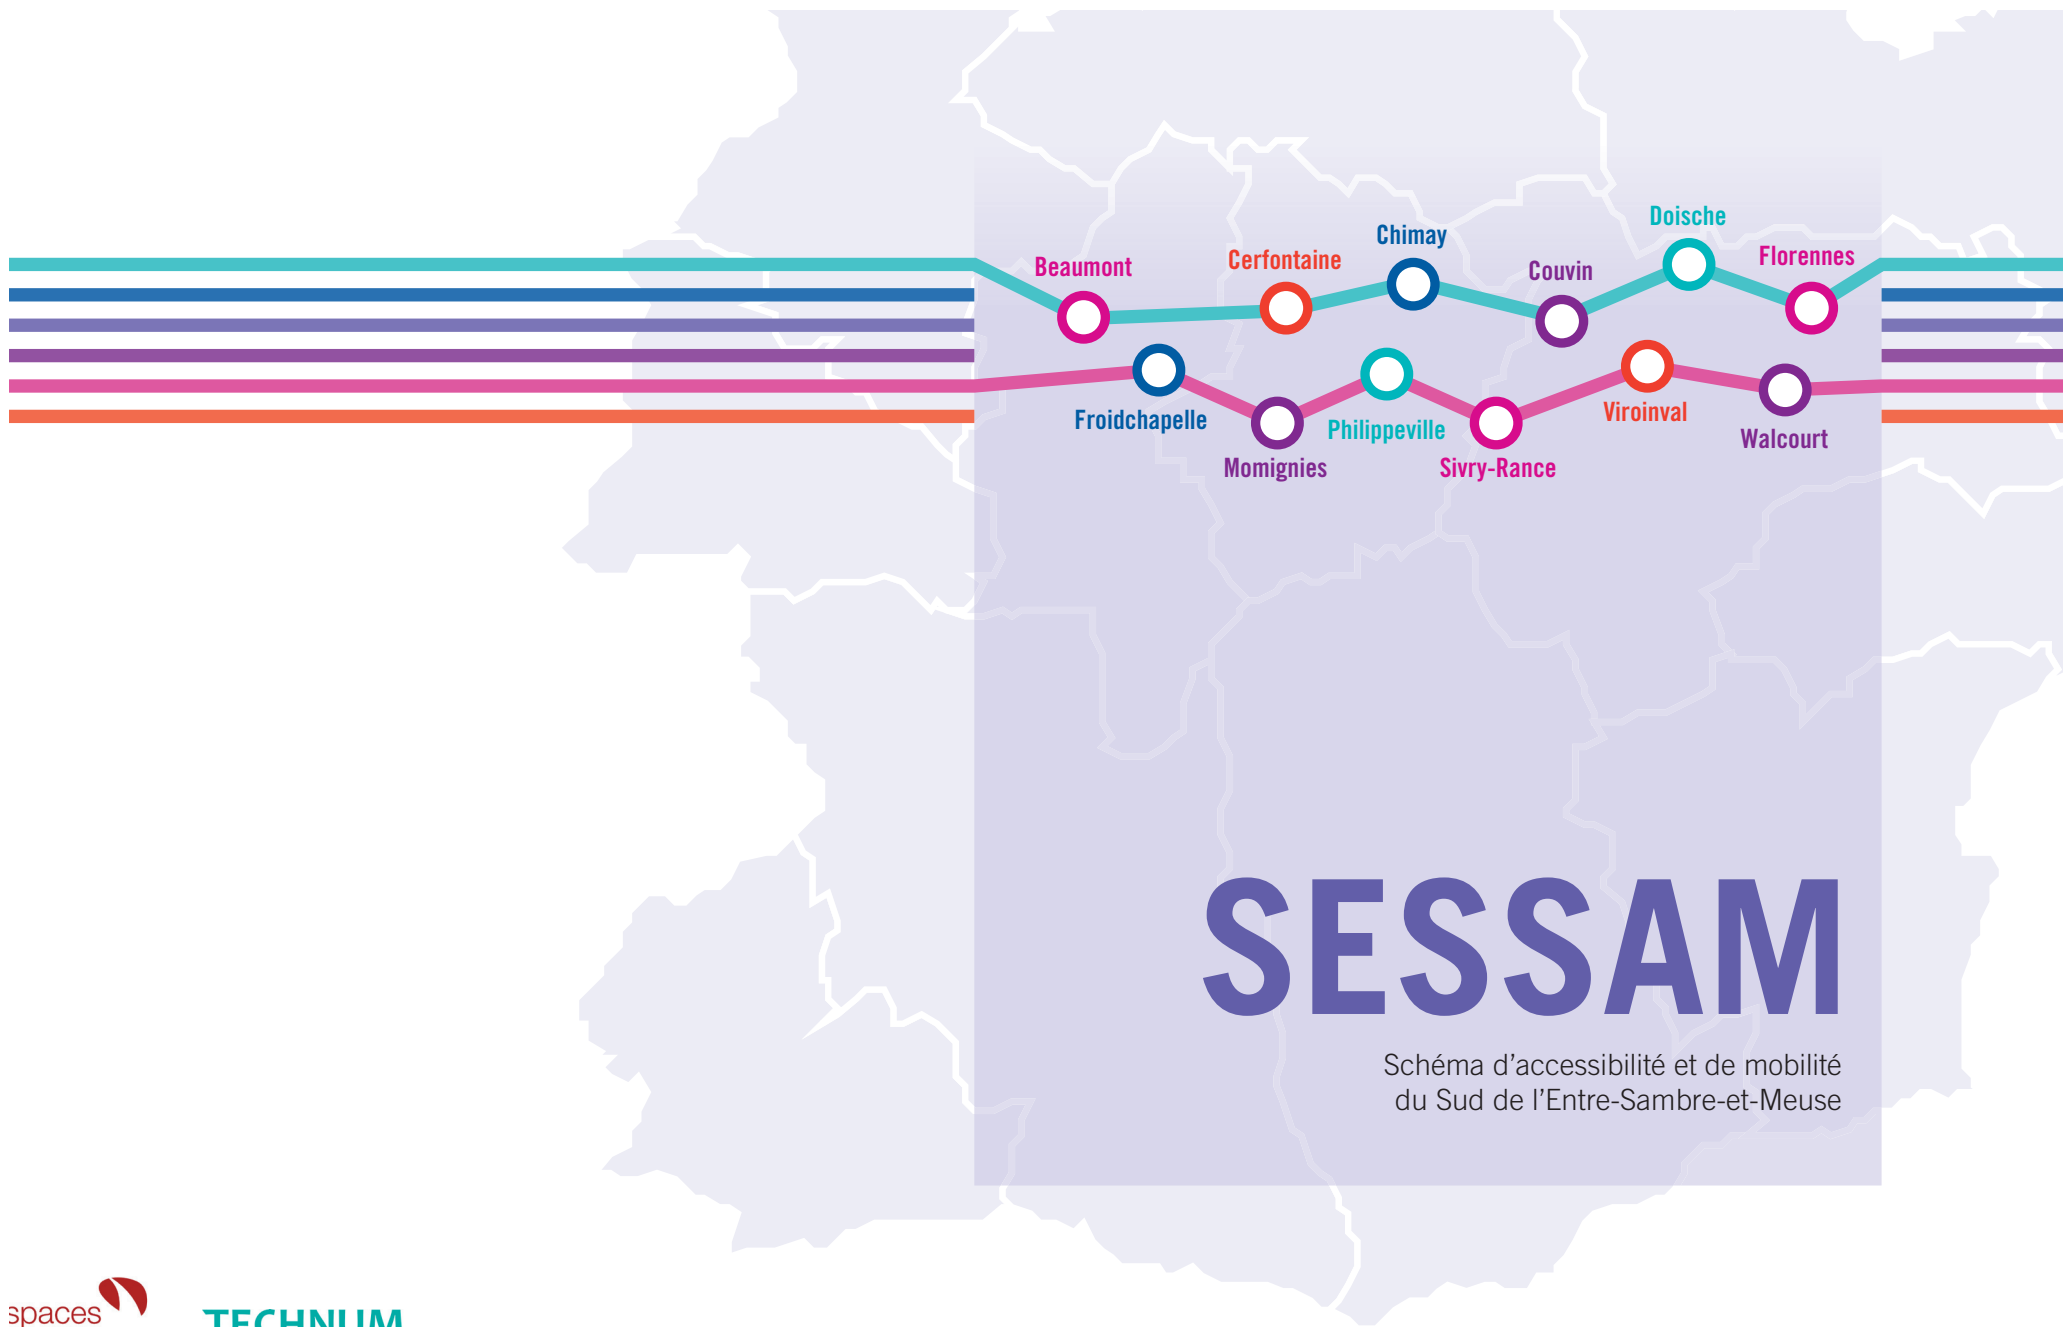 Beaumont
Cerfontaine
Chimay
Couvin
Doische
Florennes
Froidchapelle
Momignies
Philippeville
Sivry-Rance
Viroinval
Walcourt
SESSAM
Schéma d'accessibilité et de mobilité
du Sud de l'Entre-Sambre-et-Meuse
spaces
TECHNUM